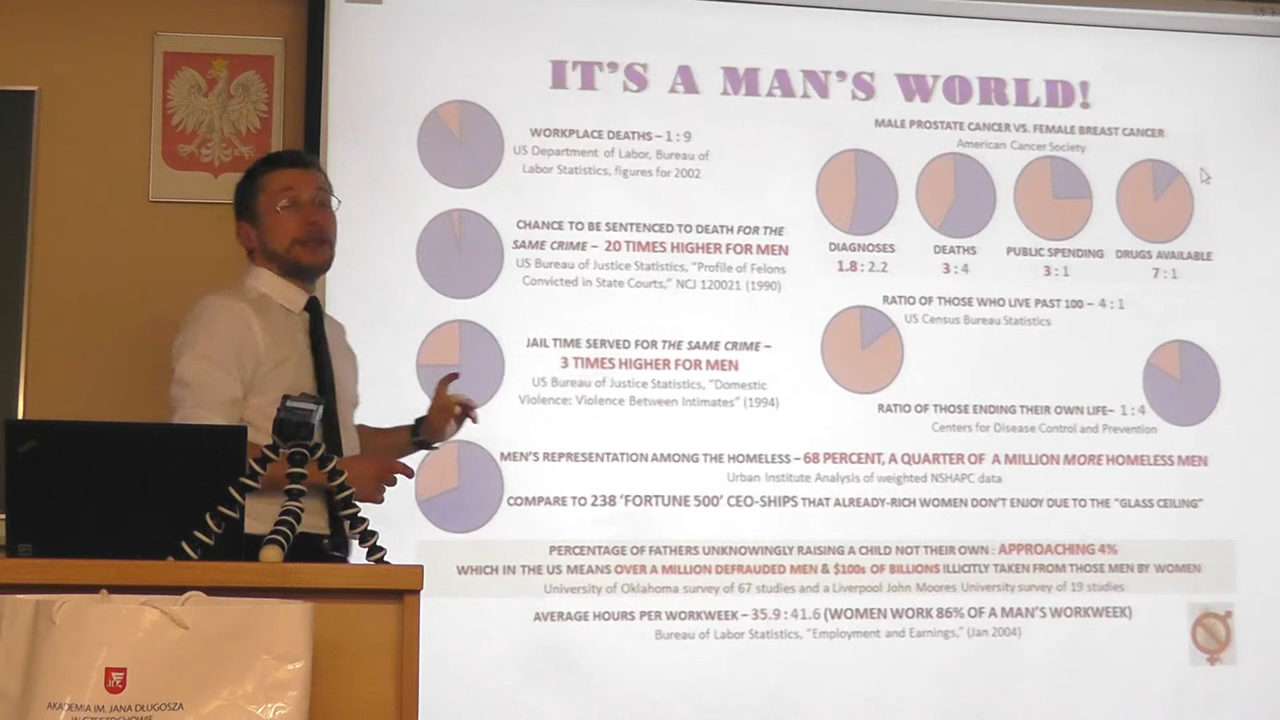 IT'S A MAN'S WORLD!
WORKPLACE DEATHS – 1 : 9
US Department of Labor, Bureau of
Labor Statistics, figures for 2002
CHANCE TO BE SENTENCED TO DEATH FOR THE
SAME CRIME – 20 TIMES HIGHER FOR MEN
US Bureau of Justice Statistics, "Profile of Felons
Convicted in State Courts," NCJ 120021 (1990)
JAIL TIME SERVED FOR THE SAME CRIME –
3 TIMES HIGHER FOR MEN
US Bureau of Justice Statistics, "Domestic
Violence: Violence Between Intimates" (1994)
MALE PROSTATE CANCER VS. FEMALE BREAST CANCER
American Cancer Society
DIAGNOSES DEATHS PUBLIC SPENDING DRUGS AVAILABLE
1.8 : 2.2 3 : 4 3 : 1 7 : 1
RATIO OF THOSE WHO LIVE PAST 100 – 4 : 1
US Census Bureau Statistics
RATIO OF THOSE ENDING THEIR OWN LIFE– 1 : 4
Centers for Disease Control and Prevention
MEN'S REPRESENTATION AMONG THE HOMELESS – 68 PERCENT, A QUARTER OF A MILLION MORE HOMELESS MEN
Urban Institute Analysis of weighted NSHAPC data
COMPARE TO 238 'FORTUNE 500' CEO-SHIPS THAT ALREADY-RICH WOMEN DON'T ENJOY DUE TO THE "GLASS CEILING"
PERCENTAGE OF FATHERS UNKNOWINGLY RAISING A CHILD NOT THEIR OWN : APPROACHING 4%
WHICH IN THE US MEANS OVER A MILLION DEFRAUDED MEN & $100s OF BILLIONS ILLICITLY TAKEN FROM THOSE MEN BY WOMEN
University of Oklahoma survey of 67 studies and a Liverpool John Moores University survey of 19 studies
AVERAGE HOURS PER WORKWEEK – 35.9 : 41.6 (WOMEN WORK 86% OF A MAN'S WORKWEEK)
Bureau of Labor Statistics, "Employment and Earnings," (Jan 2004)
AKADEMIA IM. JANA DŁUGOSZA
W CZĘSTOCHOWIE